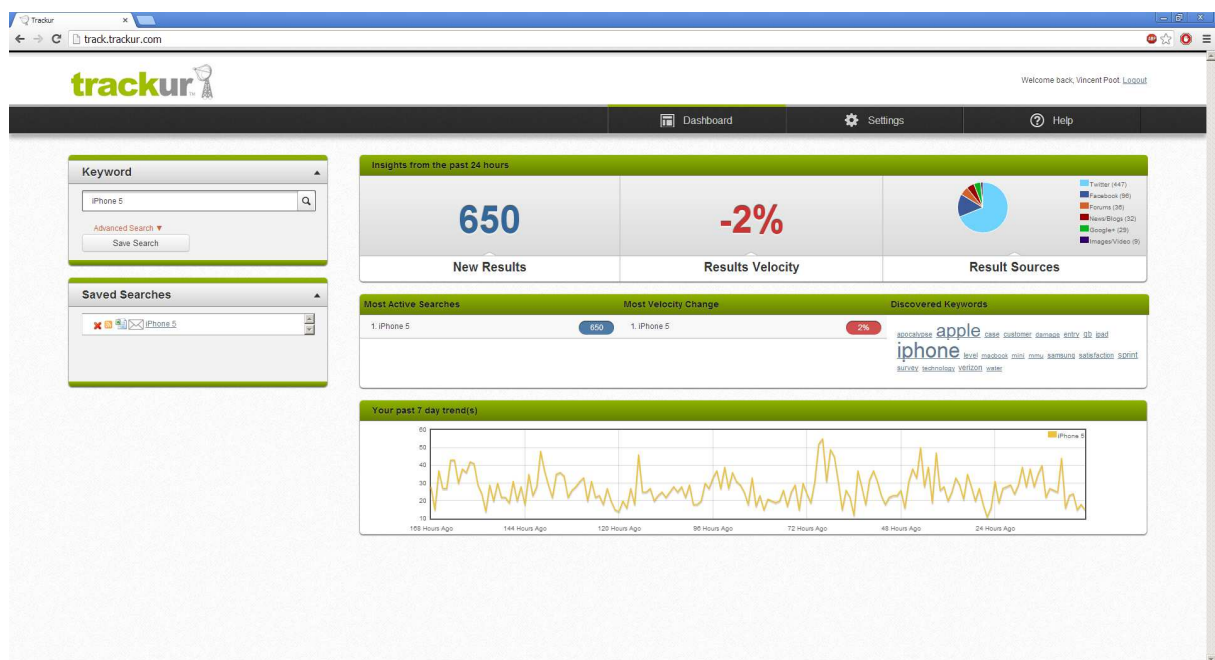 Trackur
track.trackur.com
trackur
Welcome back, Vincent Poot Logout
Dashboard
Settings
Help
Keyword
iPhone 5
Advanced Search ▼
Save Search
Saved Searches
iPhone 5
Insights from the past 24 hours
650
New Results
-2%
Results Velocity
Twitter (447)
Facebook (96)
Forums (36)
News/Blogs (32)
Google+ (29)
Images/Video (9)
Result Sources
Most Active Searches
1. iPhone 5 650
Most Velocity Change
1. iPhone 5 2%
Discovered Keywords
apocalypse apple case customer damage entry gb ipad
iphone level macbook mini mmu samsung satisfaction sprint
survey technology verizon water
Your past 7 day trend(s)
iPhone 5
60
50
40
30
20
10
168 Hours Ago 144 Hours Ago 120 Hours Ago 96 Hours Ago 72 Hours Ago 48 Hours Ago 24 Hours Ago